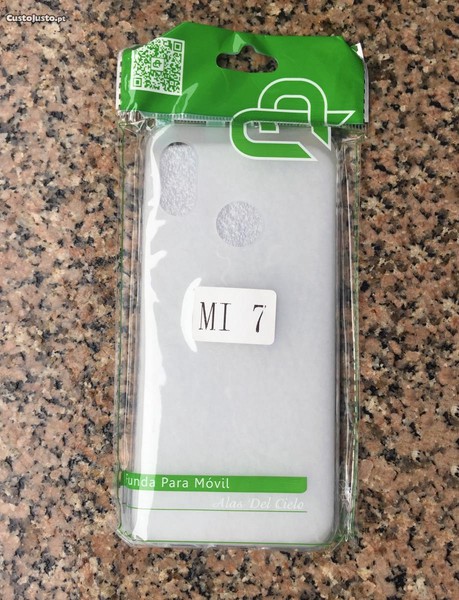 CustoJusto.pt
MI 7
Funda Para Móvil
Alas Del Cielo